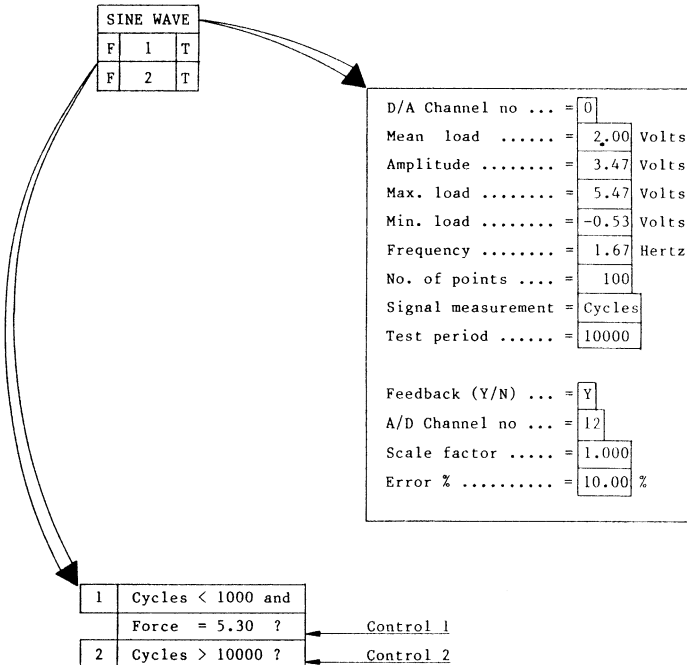 SINE WAVE
F 1 T
F 2 T
D/A Channel no ... = 0
Mean load ...... = 2.00 Volts
Amplitude ........ = 3.47 Volts
Max. load ........ = 5.47 Volts
Min. load ........ = -0.53 Volts
Frequency ........ = 1.67 Hertz
No. of points .... = 100
Signal measurement = Cycles
Test period ...... = 10000
Feedback (Y/N) ... = Y
A/D Channel no ... = 12
Scale factor ..... = 1.000
Error % .......... = 10.00 %
1 Cycles < 1000 and
Force = 5.30 ? Control 1
2 Cycles > 10000 ? Control 2